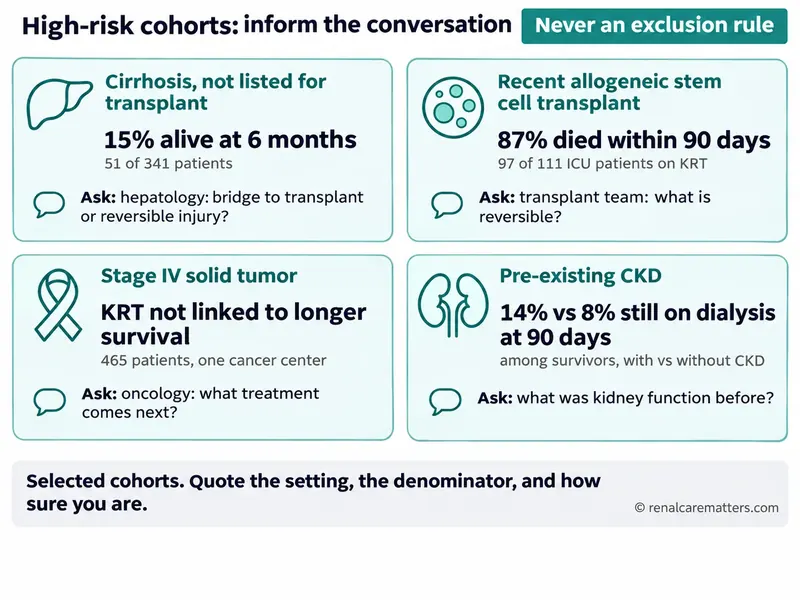 High-risk cohorts: inform the conversation
Never an exclusion rule
Cirrhosis, not listed for
transplant
15% alive at 6 months
51 of 341 patients
Ask: hepatology: bridge to transplant
or reversible injury?
Recent allogeneic stem
cell transplant
87% died within 90 days
97 of 111 ICU patients on KRT
Ask: transplant team: what is
reversible?
Stage IV solid tumor
KRT not linked to longer
survival
465 patients, one cancer center
Ask: oncology: what treatment
comes next?
Pre-existing CKD
14% vs 8% still on dialysis
at 90 days
among survivors, with vs without CKD
Ask: what was kidney function before?
Selected cohorts. Quote the setting, the denominator, and how
sure you are.
© renalcarematters.com